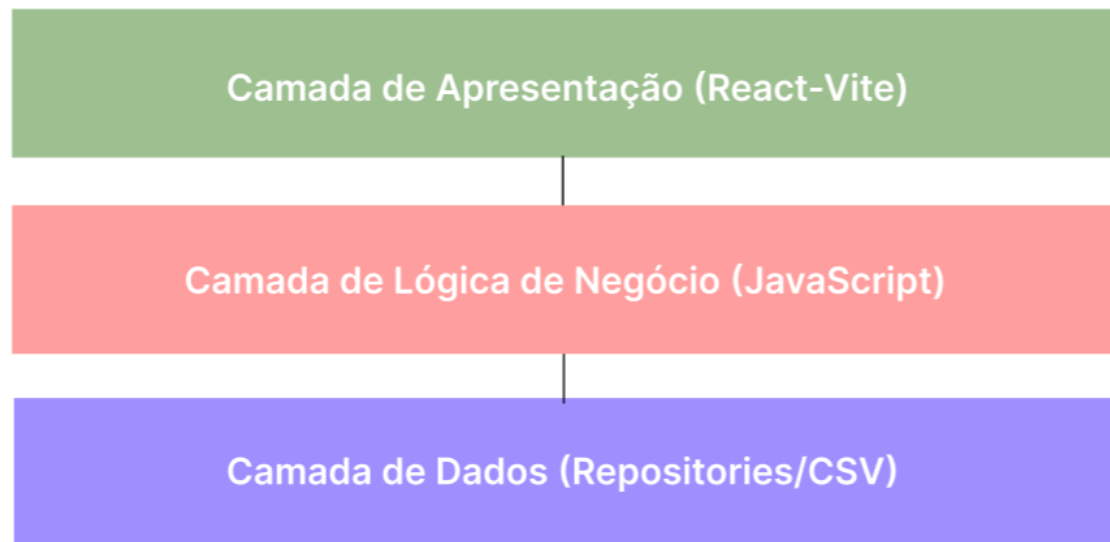 Camada de Apresentação (React-Vite)
Camada de Lógica de Negócio (JavaScript)
Camada de Dados (Repositories/CSV)